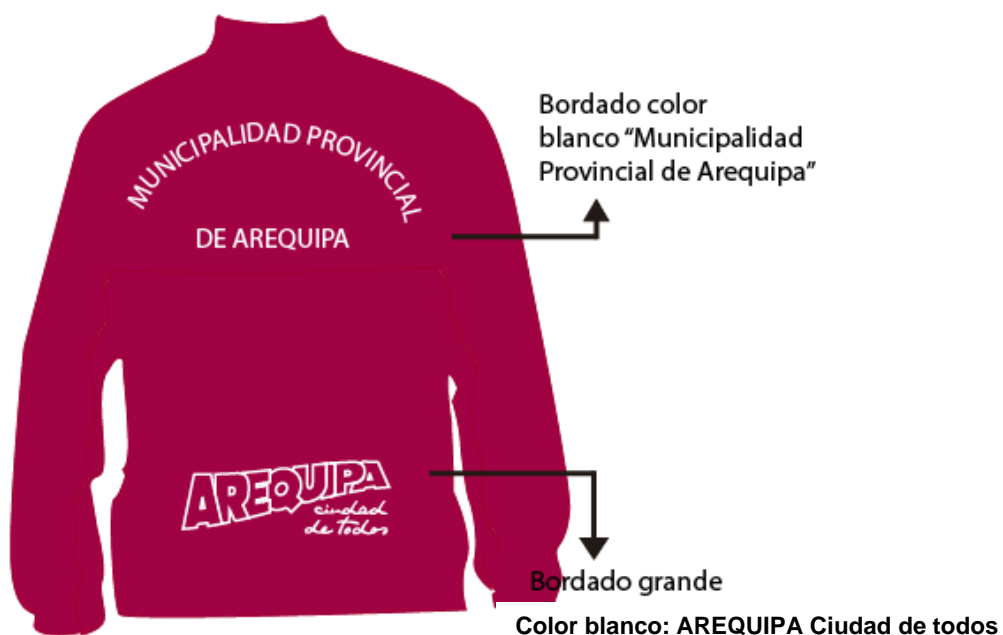 MUNICIPALIDAD PROVINCIAL
DE AREQUIPA
Bordado color
blanco “Municipalidad
Provincial de Arequipa”
AREQUIPA
ciudad
de todos
Bordado grande
Color blanco: AREQUIPA Ciudad de todos